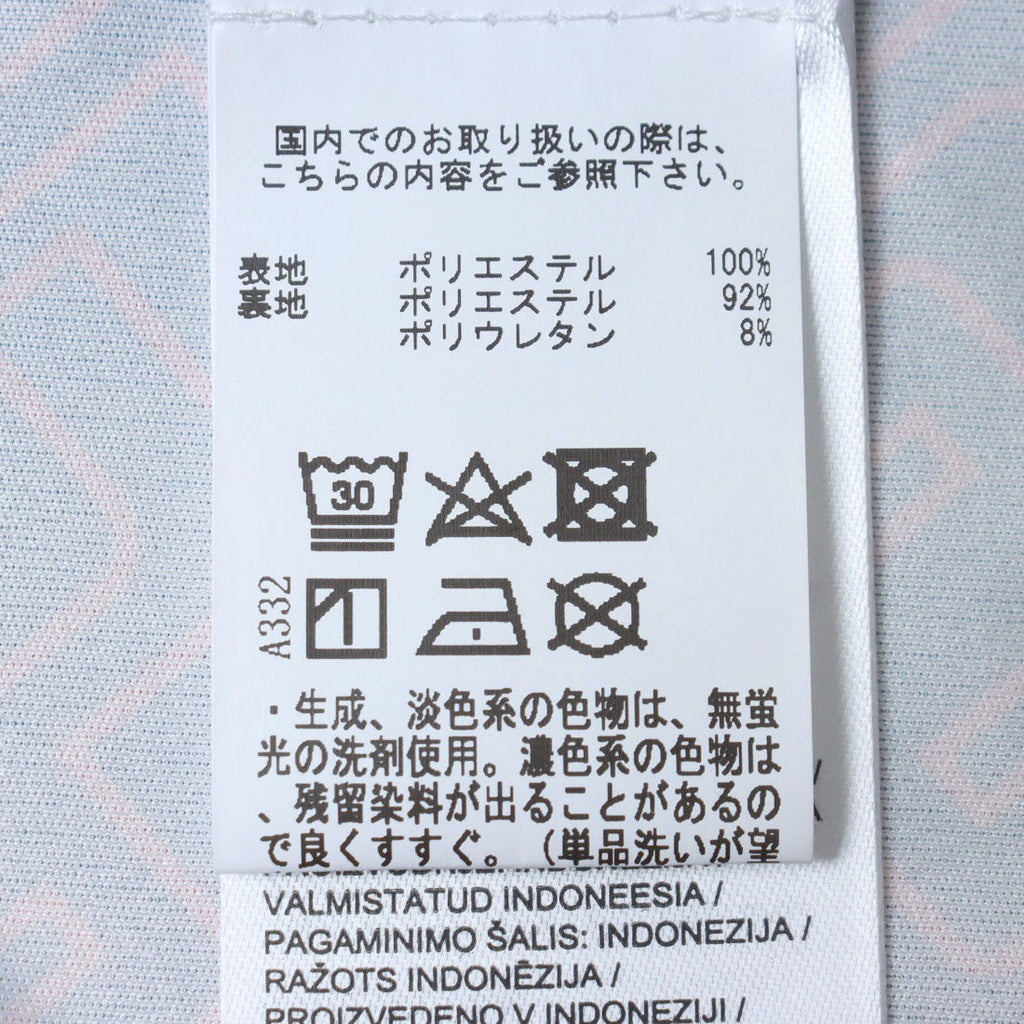 国内でのお取り扱いの際は、
こちらの内容をご参照下さい。
表地 ポリエステル 100%
裏地 ポリエステル 92%
ポリウレタン 8%
30
A332
・生成、淡色系の色物は、無蛍
光の洗剤使用。濃色系の色物は
、残留染料が出ることがあるの
で良くすすぐ。(単品洗いが望
VALMISTATUD INDONEESIA /
PAGAMINIMO ŠALIS: INDONEZIJA /
RAŽOTS INDONĒZIJA /
PROIZVEDENO V INDONEZIJI /